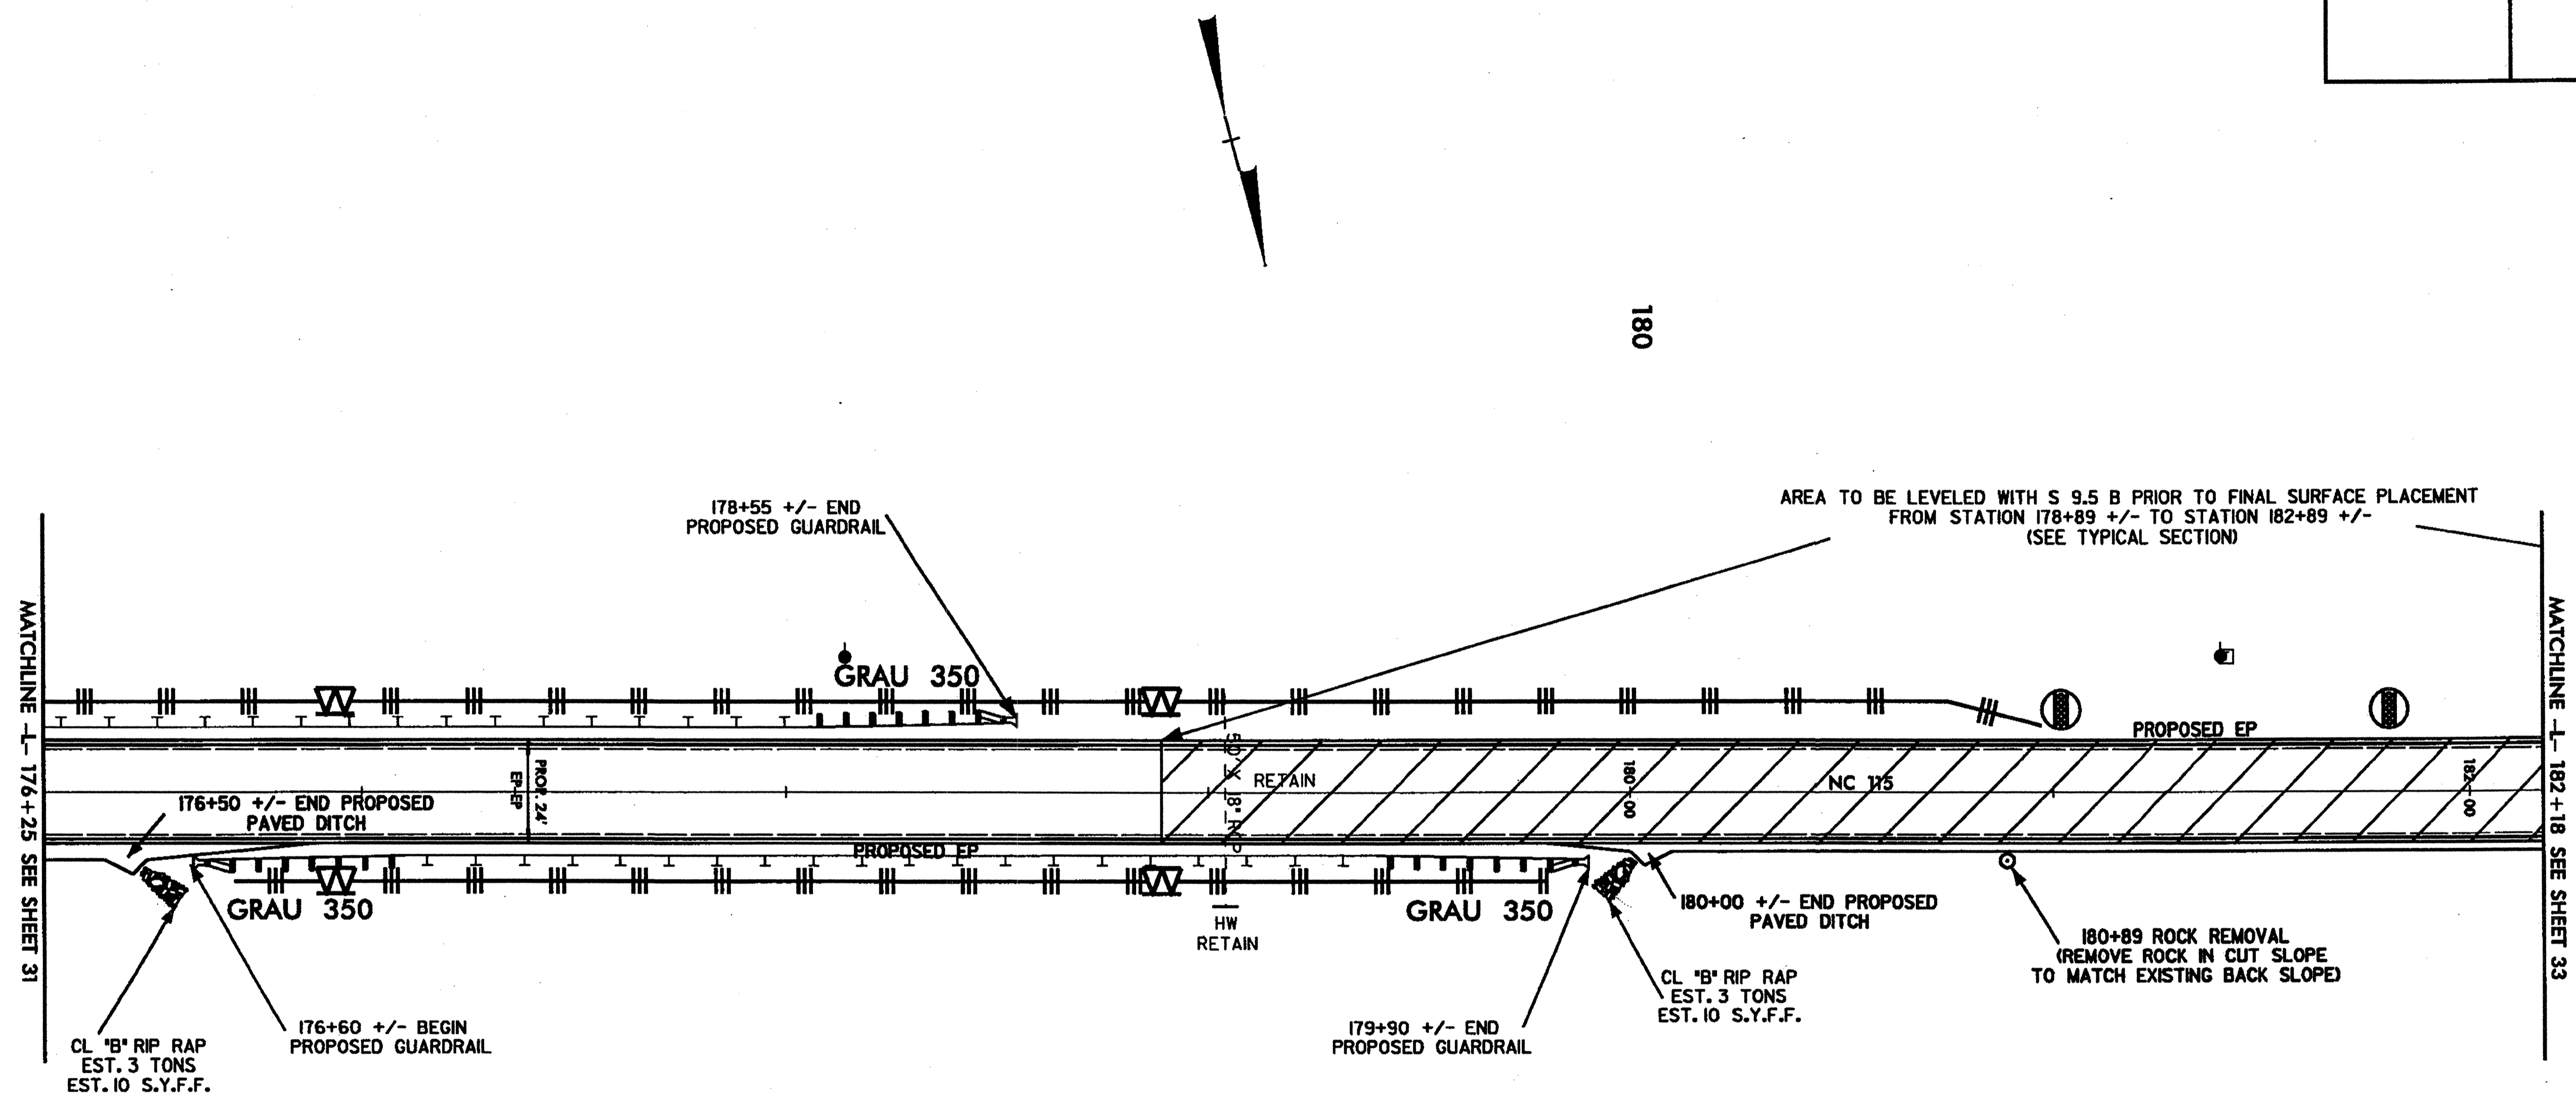 180
AREA TO BE LEVELED WITH S 9.5 B PRIOR TO FINAL SURFACE PLACEMENT
FROM STATION 178+89 +/- TO STATION 182+89 +/-
(SEE TYPICAL SECTION)
178+55 +/- END
PROPOSED GUARDRAIL
MATCHLINE -L- 176+25 SEE SHEET 31
MATCHLINE -L- 182+18 SEE SHEET 33
GRAU 350
PROPOSED EP
PROP. 24'
EP-EP
50' X 18" RCP
RETAIN
180+00
NC 115
182+00
176+50 +/- END PROPOSED
PAVED DITCH
PROPOSED EP
GRAU 350
GRAU 350
HW
RETAIN
180+00 +/- END PROPOSED
PAVED DITCH
180+89 ROCK REMOVAL
(REMOVE ROCK IN CUT SLOPE
TO MATCH EXISTING BACK SLOPE)
CL "B" RIP RAP
EST. 3 TONS
EST. 10 S.Y.F.F.
179+90 +/- END
PROPOSED GUARDRAIL
176+60 +/- BEGIN
PROPOSED GUARDRAIL
CL "B" RIP RAP
EST. 3 TONS
EST. 10 S.Y.F.F.